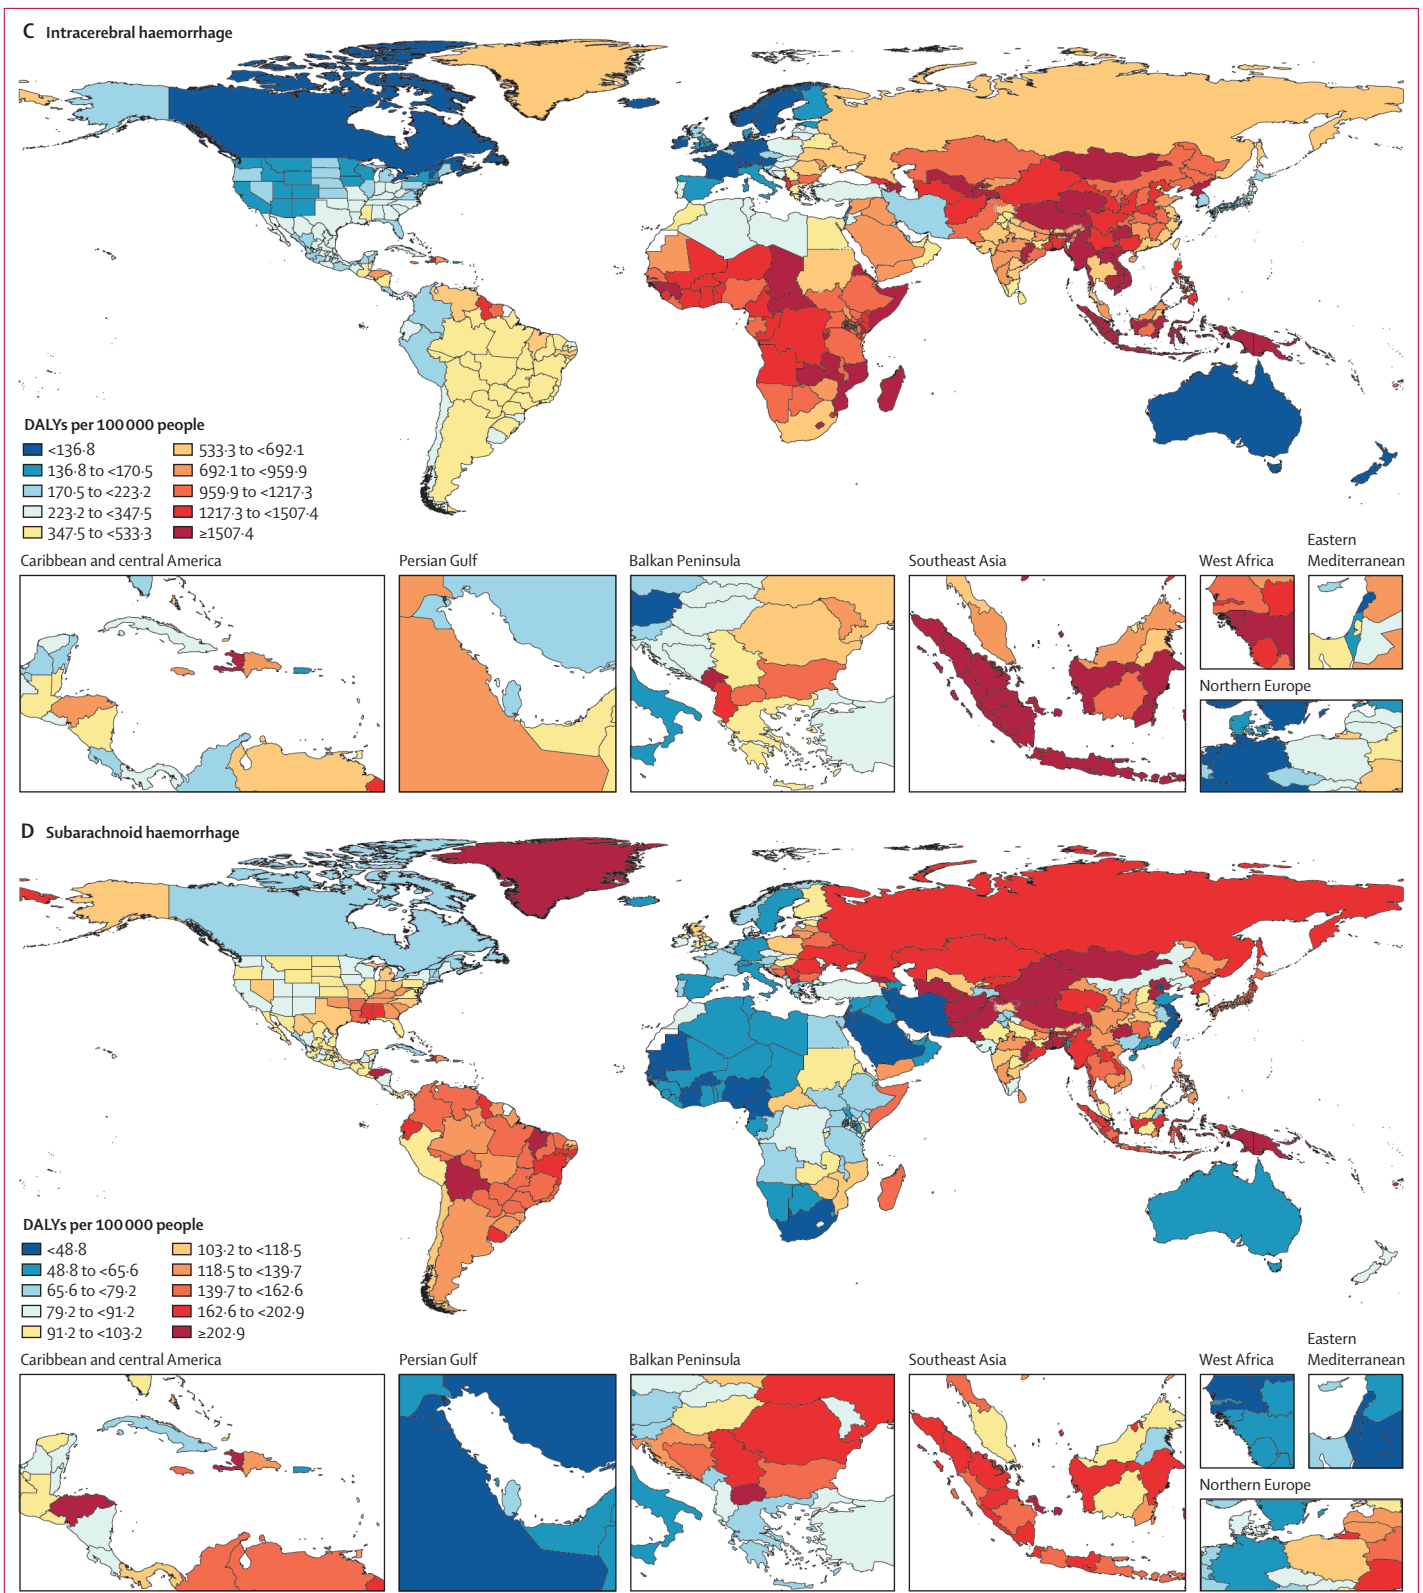 C Intracerebral haemorrhage
DALYs per 100 000 people
<136·8
136·8 to <170·5
170·5 to <223·2
223·2 to <347·5
347·5 to <533·3
533·3 to <692·1
692·1 to <959·9
959·9 to <1217·3
1217·3 to <1507·4
≥1507·4
Caribbean and central America
Persian Gulf
Balkan Peninsula
Southeast Asia
West Africa
Eastern
Mediterranean
Northern Europe
D Subarachnoid haemorrhage
DALYs per 100 000 people
<48·8
48·8 to <65·6
65·6 to <79·2
79·2 to <91·2
91·2 to <103·2
103·2 to <118·5
118·5 to <139·7
139·7 to <162·6
162·6 to <202·9
≥202·9
Caribbean and central America
Persian Gulf
Balkan Peninsula
Southeast Asia
West Africa
Eastern
Mediterranean
Northern Europe